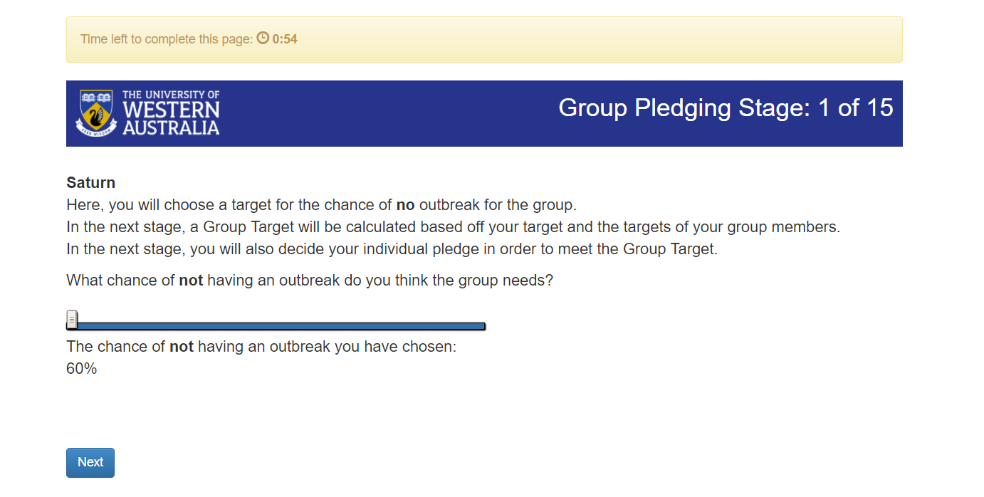 Time left to complete this page: 0:54
THE UNIVERSITY OF
WESTERN
AUSTRALIA
Group Pledging Stage: 1 of 15
Saturn
Here, you will choose a target for the chance of no outbreak for the group.
In the next stage, a Group Target will be calculated based off your target and the targets of your group members.
In the next stage, you will also decide your individual pledge in order to meet the Group Target.
What chance of not having an outbreak do you think the group needs?
The chance of not having an outbreak you have chosen:
60%
Next